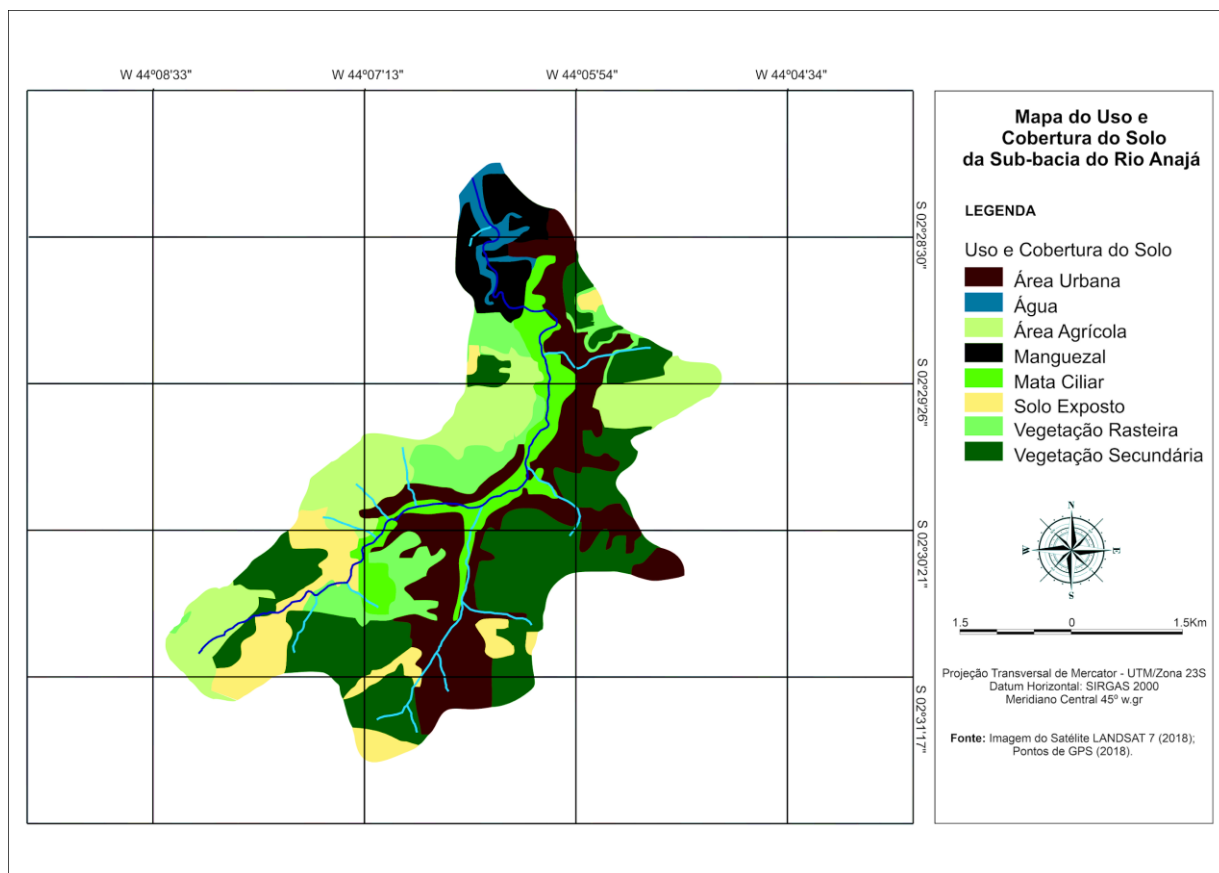 W 44º08'33"
W 44º07'13"
W 44º05'54"
W 44º04'34"
S 02º28'30"
S 02º29'26"
S 02º30'21"
S 02º31'17"
Mapa do Uso e
Cobertura do Solo
da Sub-bacia do Rio Anajá
LEGENDA
Uso e Cobertura do Solo
Área Urbana
Água
Área Agrícola
Manguezal
Mata Ciliar
Solo Exposto
Vegetação Rasteira
Vegetação Secundária
N
W
E
S
1.5 0 1.5Km
Projeção Transversal de Mercator - UTM/Zona 23S
Datum Horizontal: SIRGAS 2000
Meridiano Central 45º w.gr
Fonte: Imagem do Satélite LANDSAT 7 (2018);
Pontos de GPS (2018).